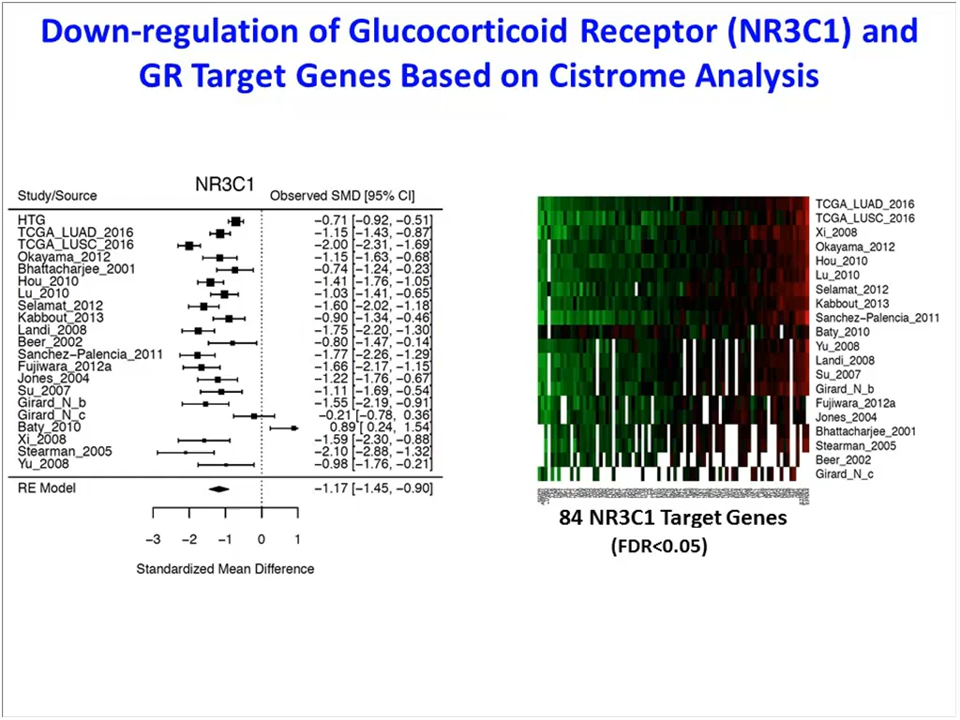 Down-regulation of Glucocorticoid Receptor (NR3C1) and
GR Target Genes Based on Cistrome Analysis
NR3C1
Study/Source Observed SMD [95% CI]
HTG −0.71 [−0.92, −0.51]
TCGA_LUAD_2016 −1.15 [−1.43, −0.87]
TCGA_LUSC_2016 −2.00 [−2.31, −1.69]
Okayama_2012 −1.15 [−1.63, −0.68]
Bhattacharjee_2001 −0.74 [−1.24, −0.23]
Hou_2010 −1.41 [−1.76, −1.05]
Lu_2010 −1.03 [−1.41, −0.65]
Selamat_2012 −1.60 [−2.02, −1.18]
Kabbout_2013 −0.90 [−1.34, −0.46]
Landi_2008 −1.75 [−2.20, −1.30]
Beer_2002 −0.80 [−1.47, −0.14]
Sanchez−Palencia_2011 −1.77 [−2.26, −1.29]
Fujiwara_2012a −1.66 [−2.17, −1.15]
Jones_2004 −1.22 [−1.76, −0.67]
Su_2007 −1.11 [−1.69, −0.54]
Girard_N_b −1.55 [−2.19, −0.91]
Girard_N_c −0.21 [−0.78, 0.36]
Baty_2010 0.89 [ 0.24, 1.54]
Xi_2008 −1.59 [−2.30, −0.88]
Stearman_2005 −2.10 [−2.88, −1.32]
Yu_2008 −0.98 [−1.76, −0.21]
RE Model −1.17 [−1.45, −0.90]
−3 −2 −1 0 1
Standardized Mean Difference
TCGA_LUAD_2016
TCGA_LUSC_2016
Xi_2008
Okayama_2012
Hou_2010
Lu_2010
Selamat_2012
Kabbout_2013
Sanchez−Palencia_2011
Baty_2010
Yu_2008
Landi_2008
Su_2007
Girard_N_b
Fujiwara_2012a
Jones_2004
Bhattacharjee_2001
Stearman_2005
Beer_2002
Girard_N_c
84 NR3C1 Target Genes
(FDR<0.05)